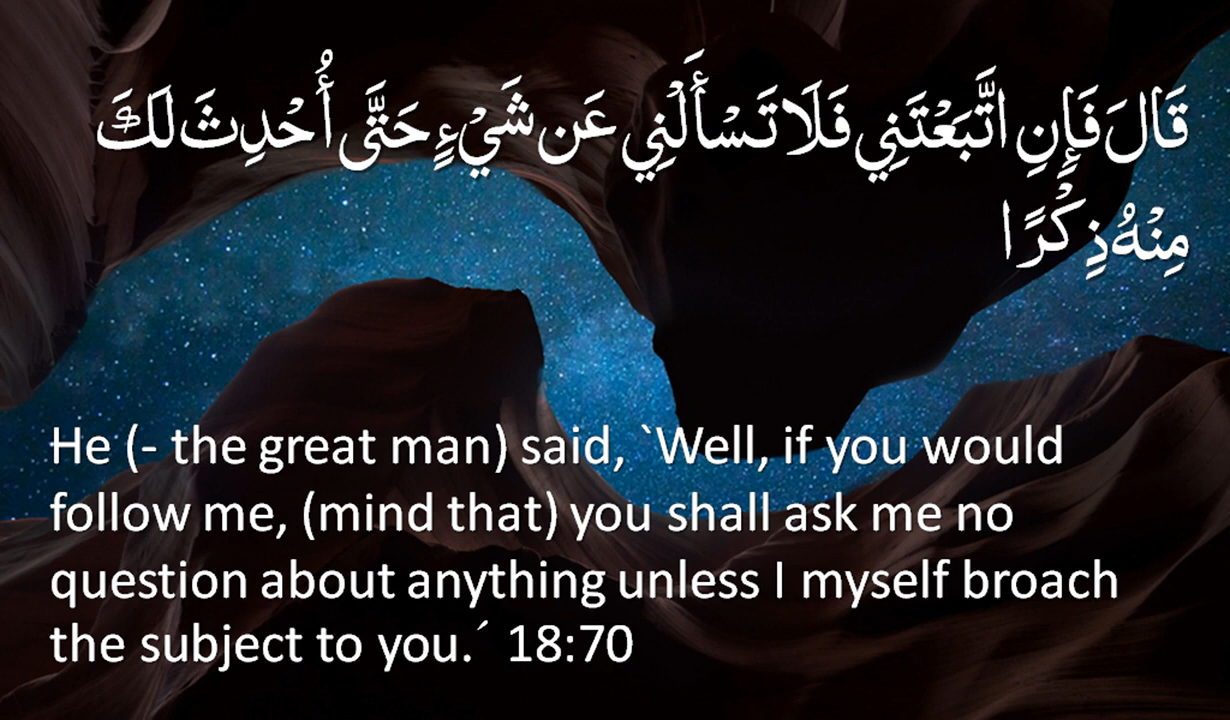 قَالَ فَإِنِ اتَّبَعْتَنِي فَلَا تَسْأَلْنِي عَن شَيْءٍ حَتَّى أُحْدِثَ لَكَ
مِنْهُ ذِكْرًا
He (- the great man) said, `Well, if you would
follow me, (mind that) you shall ask me no
question about anything unless I myself broach
the subject to you.´ 18:70